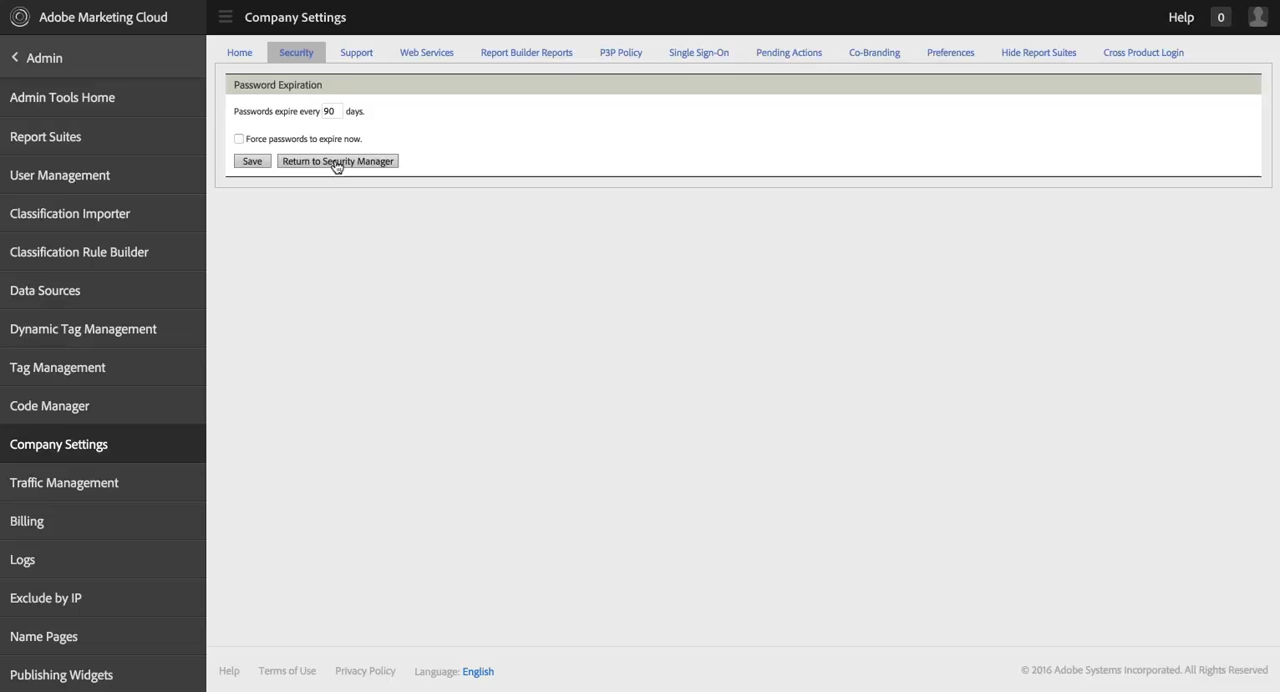 Adobe Marketing Cloud
Company Settings
Help
0
Admin
Home
Security
Support
Web Services
Report Builder Reports
P3P Policy
Single Sign-On
Pending Actions
Co-Branding
Preferences
Hide Report Suites
Cross Product Login
Admin Tools Home
Report Suites
User Management
Classification Importer
Classification Rule Builder
Data Sources
Dynamic Tag Management
Tag Management
Code Manager
Company Settings
Traffic Management
Billing
Logs
Exclude by IP
Name Pages
Publishing Widgets
Password Expiration
Passwords expire every 90 days.
Force passwords to expire now.
Save
Return to Security Manager
Help
Terms of Use
Privacy Policy
Language: English
© 2016 Adobe Systems Incorporated. All Rights Reserved